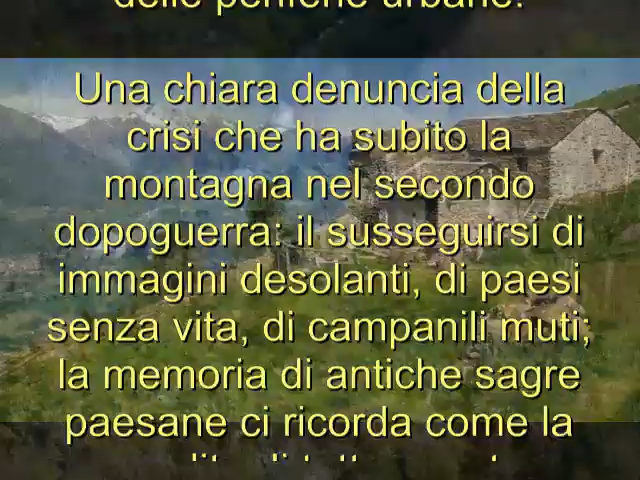 delle periferie urbane.
Una chiara denuncia della
crisi che ha subito la
montagna nel secondo
dopoguerra: il susseguirsi di
immagini desolanti, di paesi
senza vita, di campanili muti;
la memoria di antiche sagre
paesane ci ricorda come la